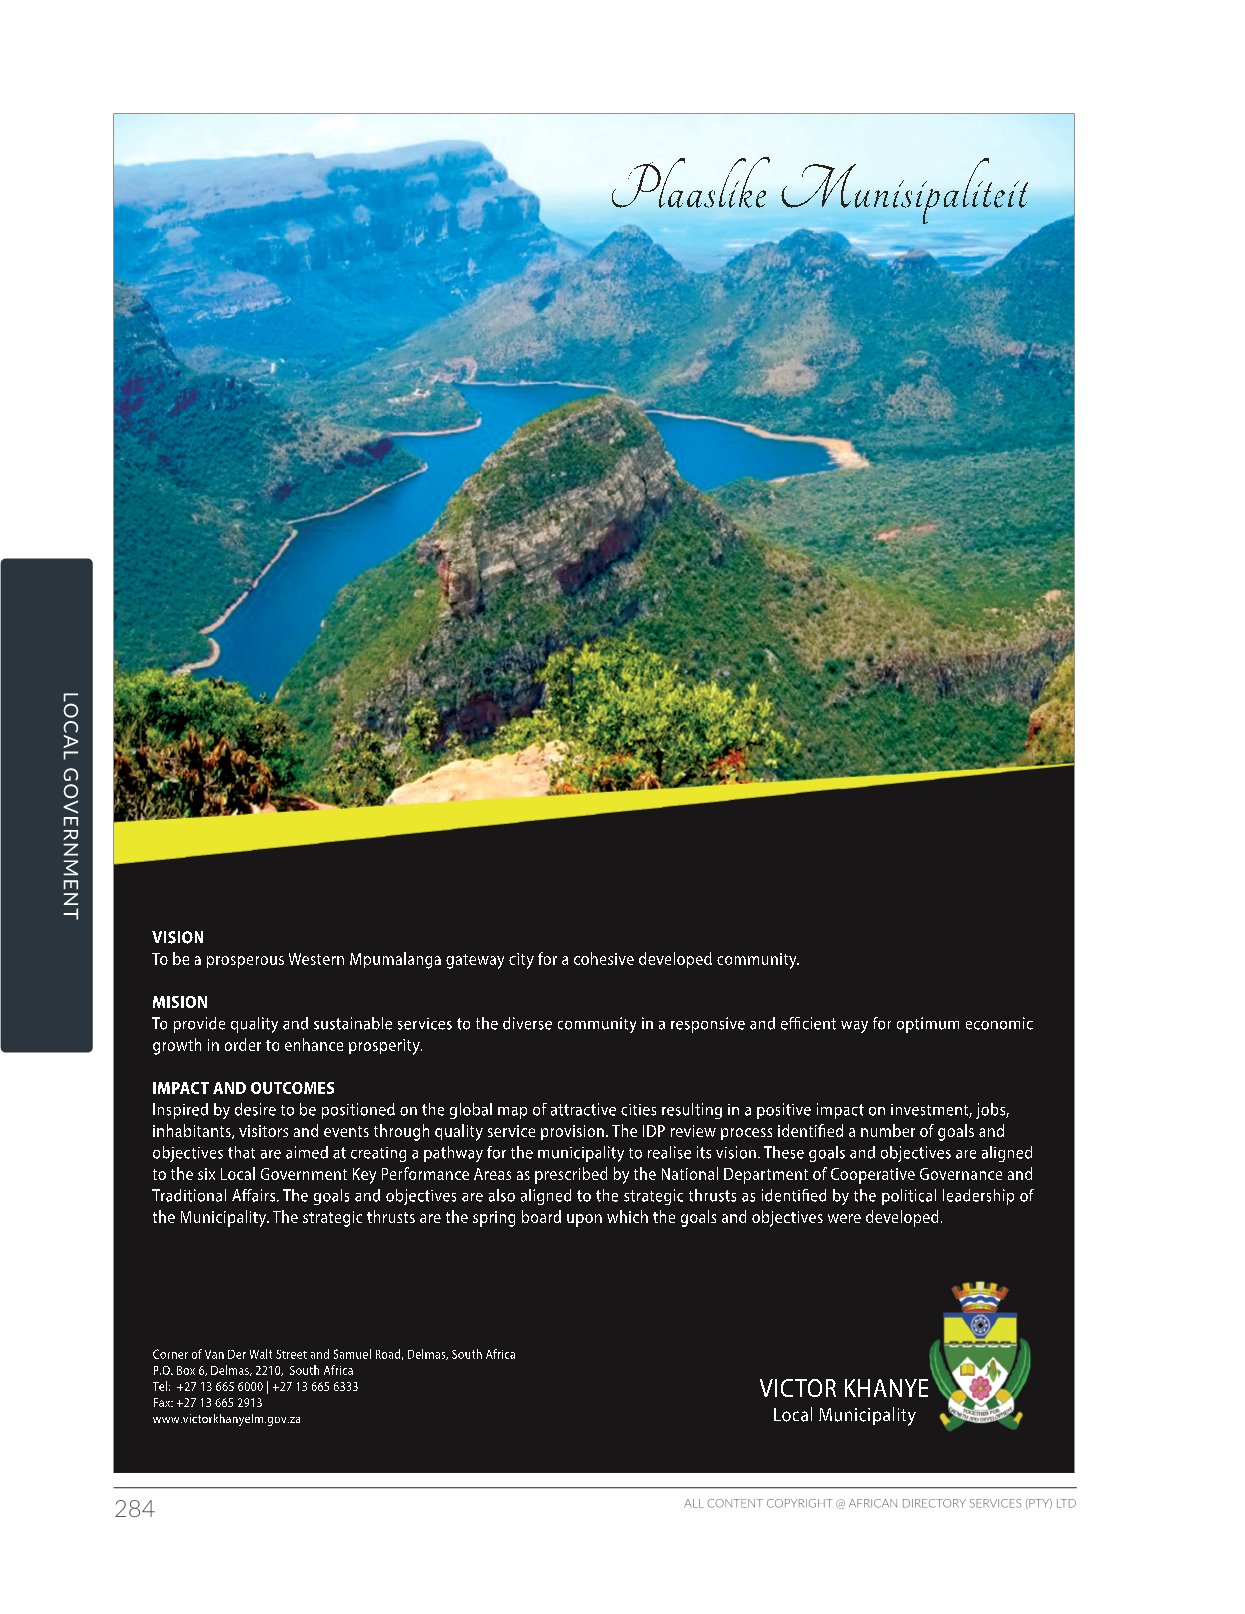 Plaaslike Munisipaliteit
LOCAL GOVERNMENT
VISION
To be a prosperous Western Mpumalanga gateway city for a cohesive developed community.
MISION
To provide quality and sustainable services to the diverse community in a responsive and efficient way for optimum economic
growth in order to enhance prosperity.
IMPACT AND OUTCOMES
Inspired by desire to be positioned on the global map of attractive cities resulting in a positive impact on investment, jobs,
inhabitants, visitors and events through quality service provision. The IDP review process identified a number of goals and
objectives that are aimed at creating a pathway for the municipality to realise its vision. These goals and objectives are aligned
to the six Local Government Key Performance Areas as prescribed by the National Department of Cooperative Governance and
Traditional Affairs. The goals and objectives are also aligned to the strategic thrusts as identified by the political leadership of
the Municipality. The strategic thrusts are the spring board upon which the goals and objectives were developed.
Corner of Van Der Walt Street and Samuel Road, Delmas, South Africa
P.O. Box 6, Delmas, 2210, South Africa
Tel: +27 13 665 6000 | +27 13 665 6333
Fax: +27 13 665 2913
www.victorkhanyelm.gov.za
VICTOR KHANYE
Local Municipality
TOGETHER FOR
GROWTH AND DEVELOPMENT
284
ALL CONTENT COPYRIGHT @ AFRICAN DIRECTORY SERVICES (PTY) LTD